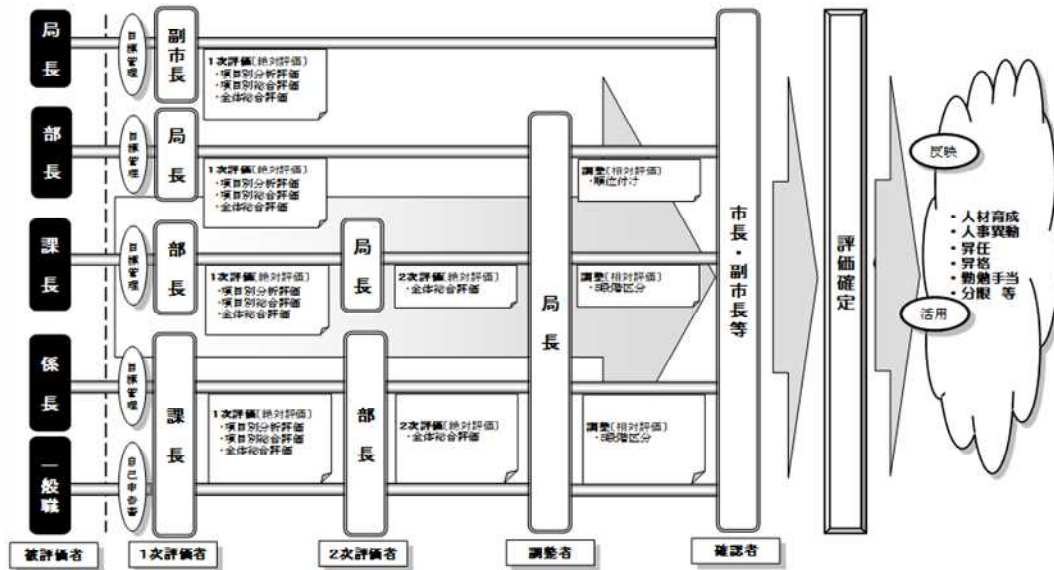 局長
目標管理
副市長
1次評価(絶対評価)
・項目別分析評価
・項目別総合評価
・全体総合評価
部長
目標管理
局長
1次評価(絶対評価)
・項目別分析評価
・項目別総合評価
・全体総合評価
調整(相対評価)
・順位付け
課長
目標管理
部長
1次評価(絶対評価)
・項目別分析評価
・項目別総合評価
・全体総合評価
局長
2次評価(絶対評価)
・全体総合評価
調整(相対評価)
・5段階区分
係長
目標管理
一般職
自己申告書
課長
1次評価(絶対評価)
・項目別分析評価
・項目別総合評価
・全体総合評価
部長
2次評価(絶対評価)
・全体総合評価
局長
調整(相対評価)
・5段階区分
市長・副市長等
評価確定
反映
・人材育成
・人事異動
・昇任
・昇格
・勤勉手当
・分限 等
活用
被評価者
1次評価者
2次評価者
調整者
確認者